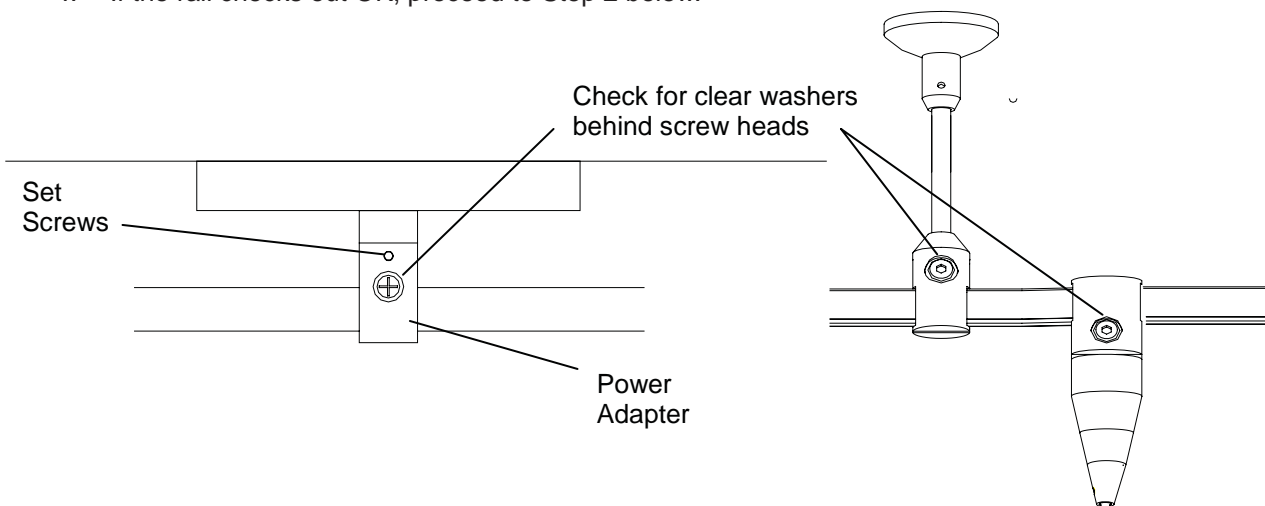 If the rail checks out OK, proceed to Step 2 below.
Check for clear washers
behind screw heads
Set
Screws
Power
Adapter